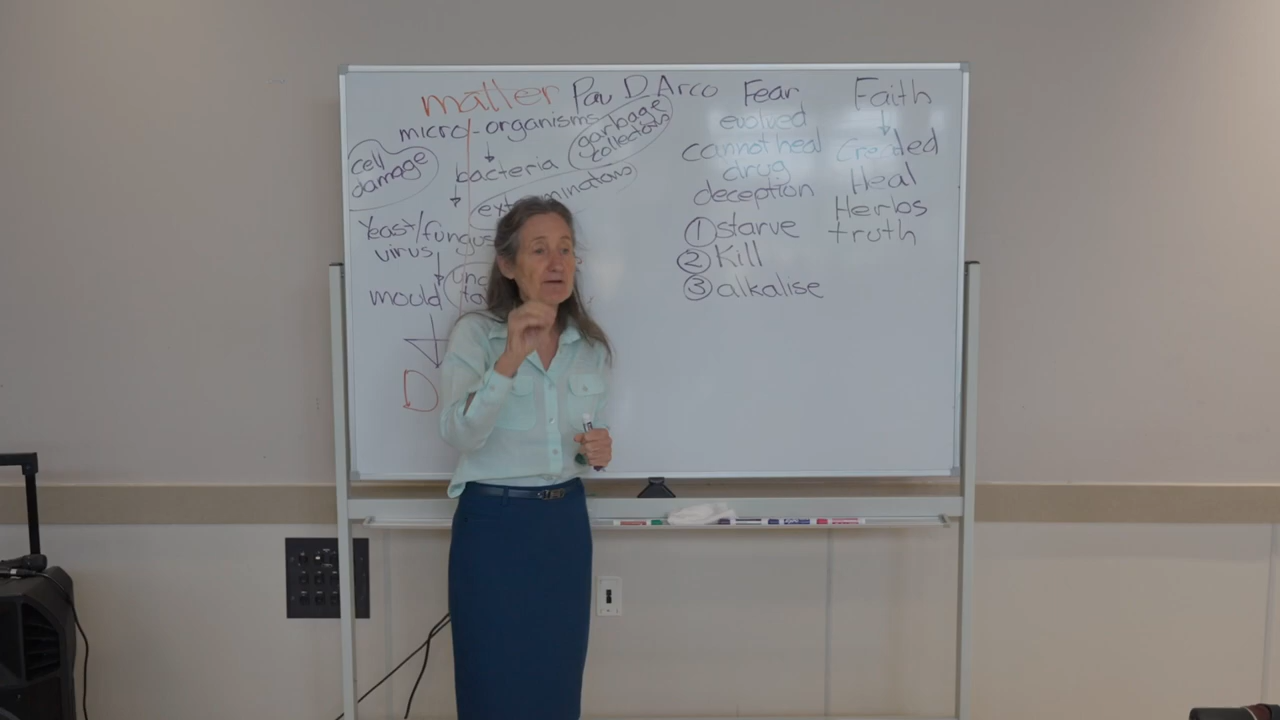 matter Pau D Arco
micro-organisms
garbage
collectors
cell
damage
bacteria
Yeast/fungus
virus
mould
D
Fear
evolved
cannot heal
drug
deception
① starve
② Kill
③ alkalise
Faith
Created
Heal
Herbs
truth